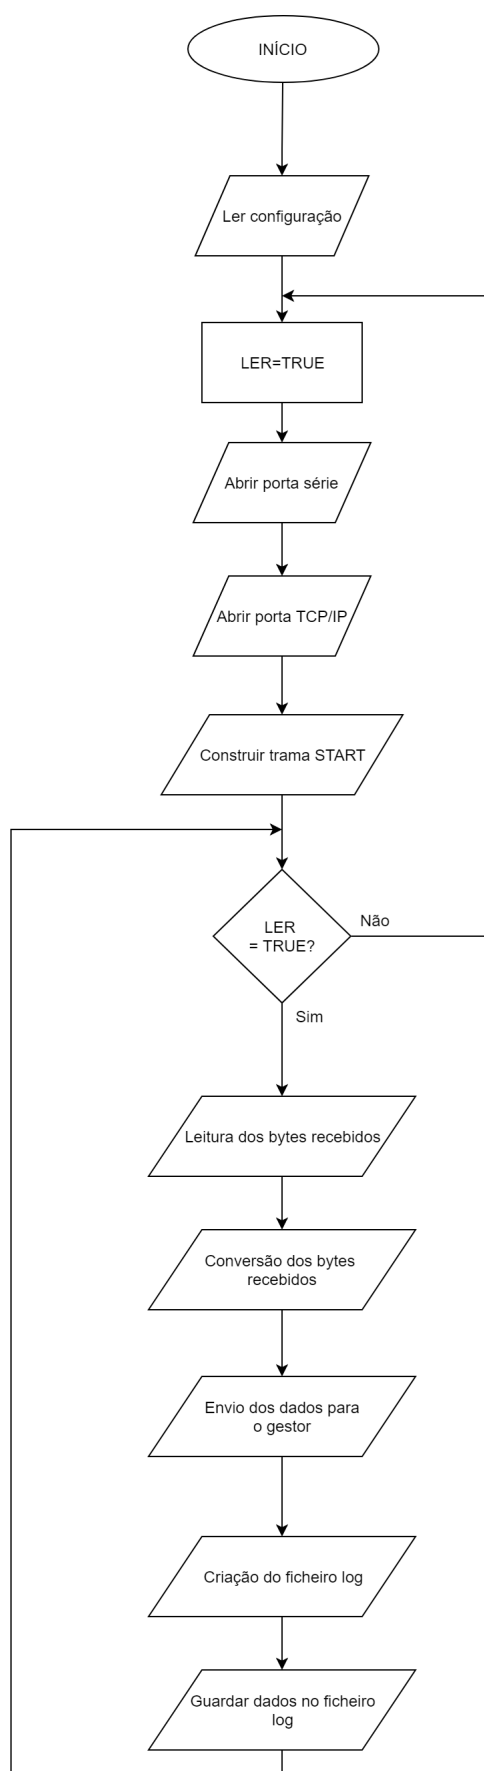 INÍCIO
Ler configuração
LER=TRUE
Abrir porta série
Abrir porta TCP/IP
Construir trama START
LER
= TRUE?
Não
Sim
Leitura dos bytes recebidos
Conversão dos bytes
recebidos
Envio dos dados para
o gestor
Criação do ficheiro log
Guardar dados no ficheiro
log